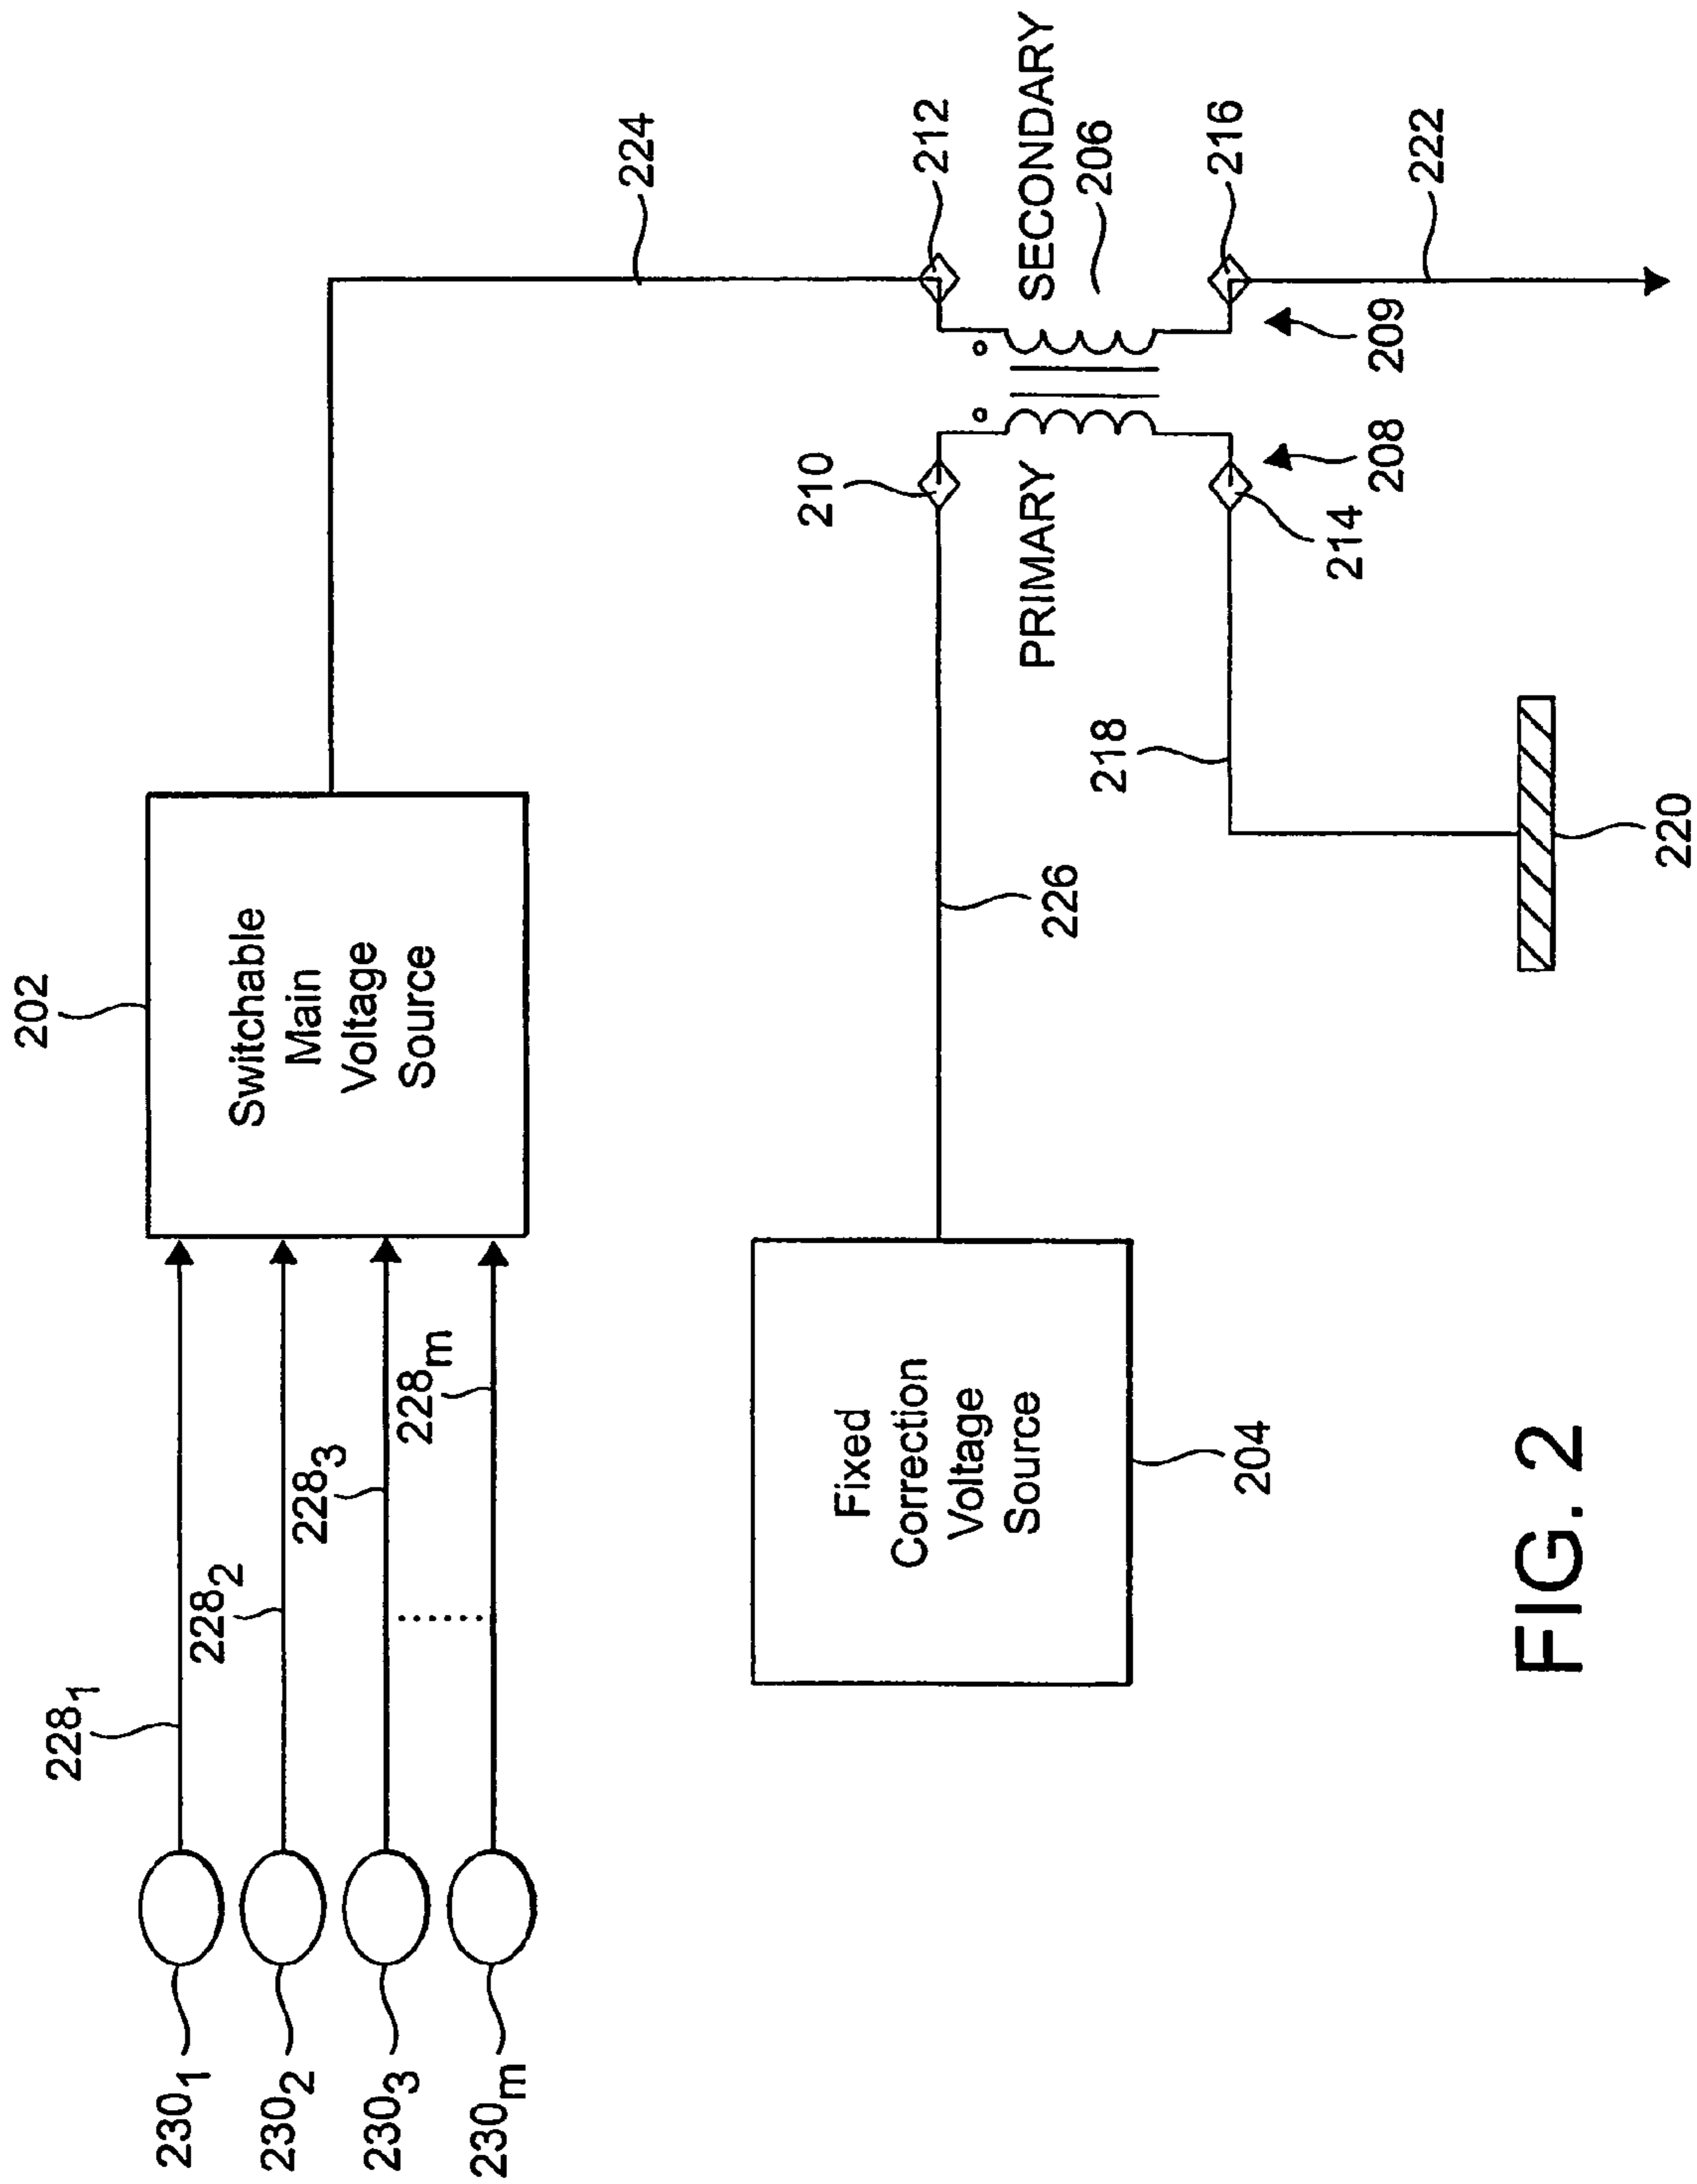 230₁
230₂
230₃
230ₘ
228₁
228₂
228₃
228ₘ
202
Switchable
Main
Voltage
Source
224
Fixed
Correction
Voltage
Source
204
226
210
212
PRIMARY
SECONDARY
206
214
216
208
209
218
220
222
FIG. 2